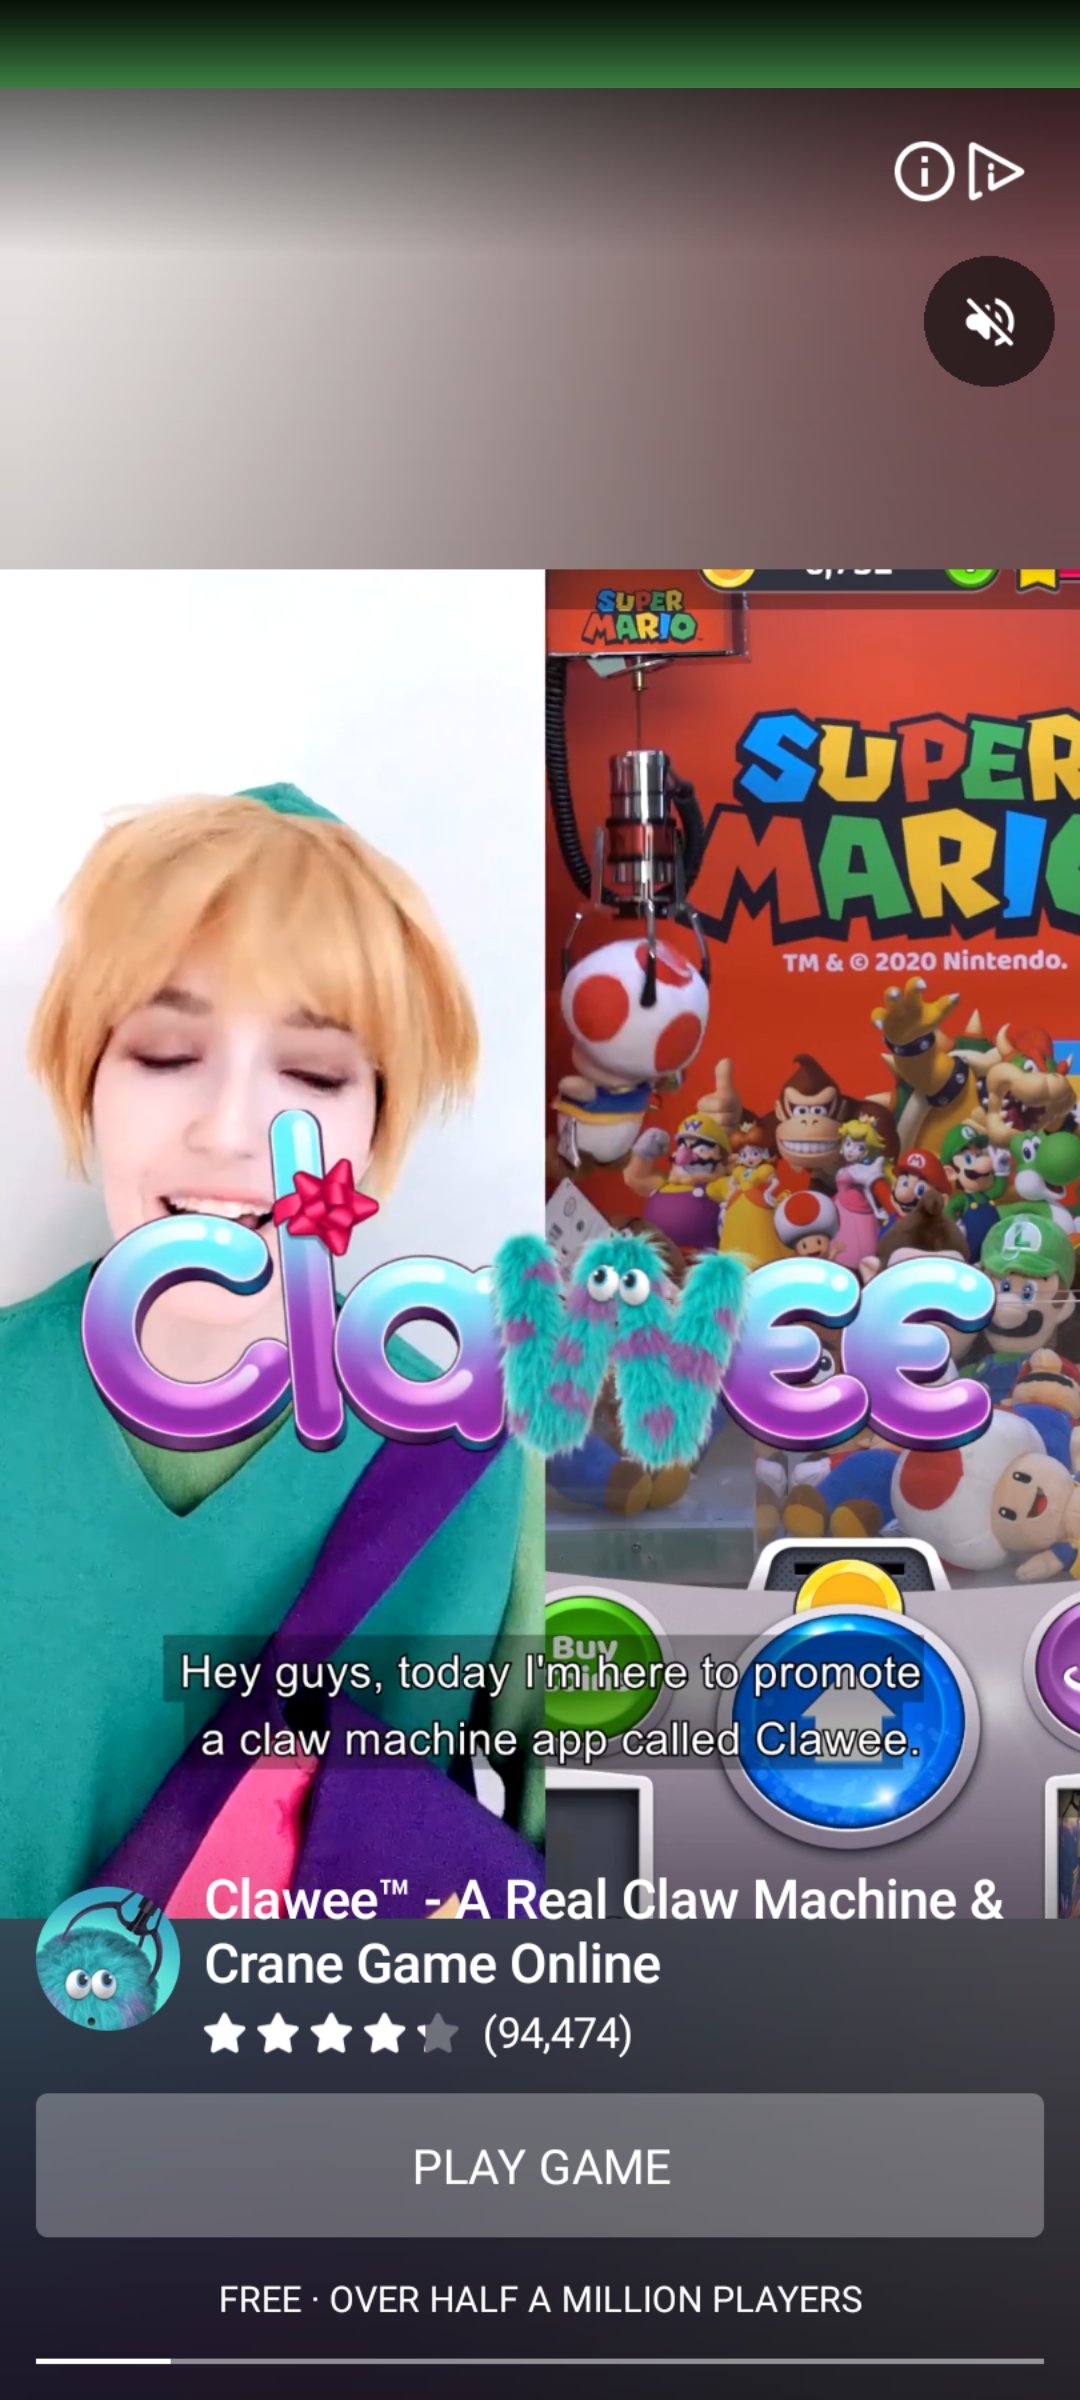 SUPER
MARIO
SUPER
MARIO
TM & © 2020 Nintendo.
L
Clawee
Buy
Hey guys, today I'm here to promote
a claw machine app called Clawee.
Clawee™ - A Real Claw Machine &
Crane Game Online
(94,474)
PLAY GAME
FREE · OVER HALF A MILLION PLAYERS